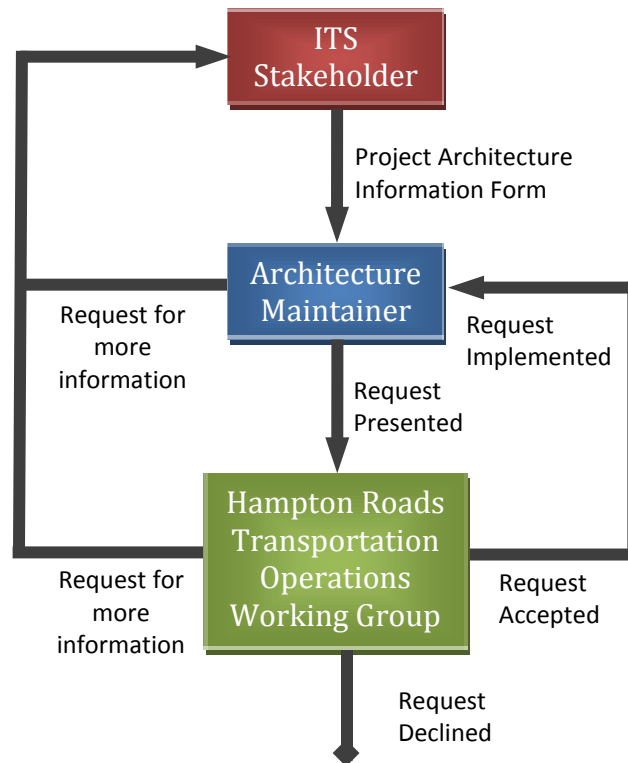 ITS
Stakeholder
Project Architecture
Information Form
Architecture
Maintainer
Request for
more
information
Request
Implemented
Request
Presented
Hampton Roads
Transportation
Operations
Working Group
Request for
more
information
Request
Accepted
Request
Declined